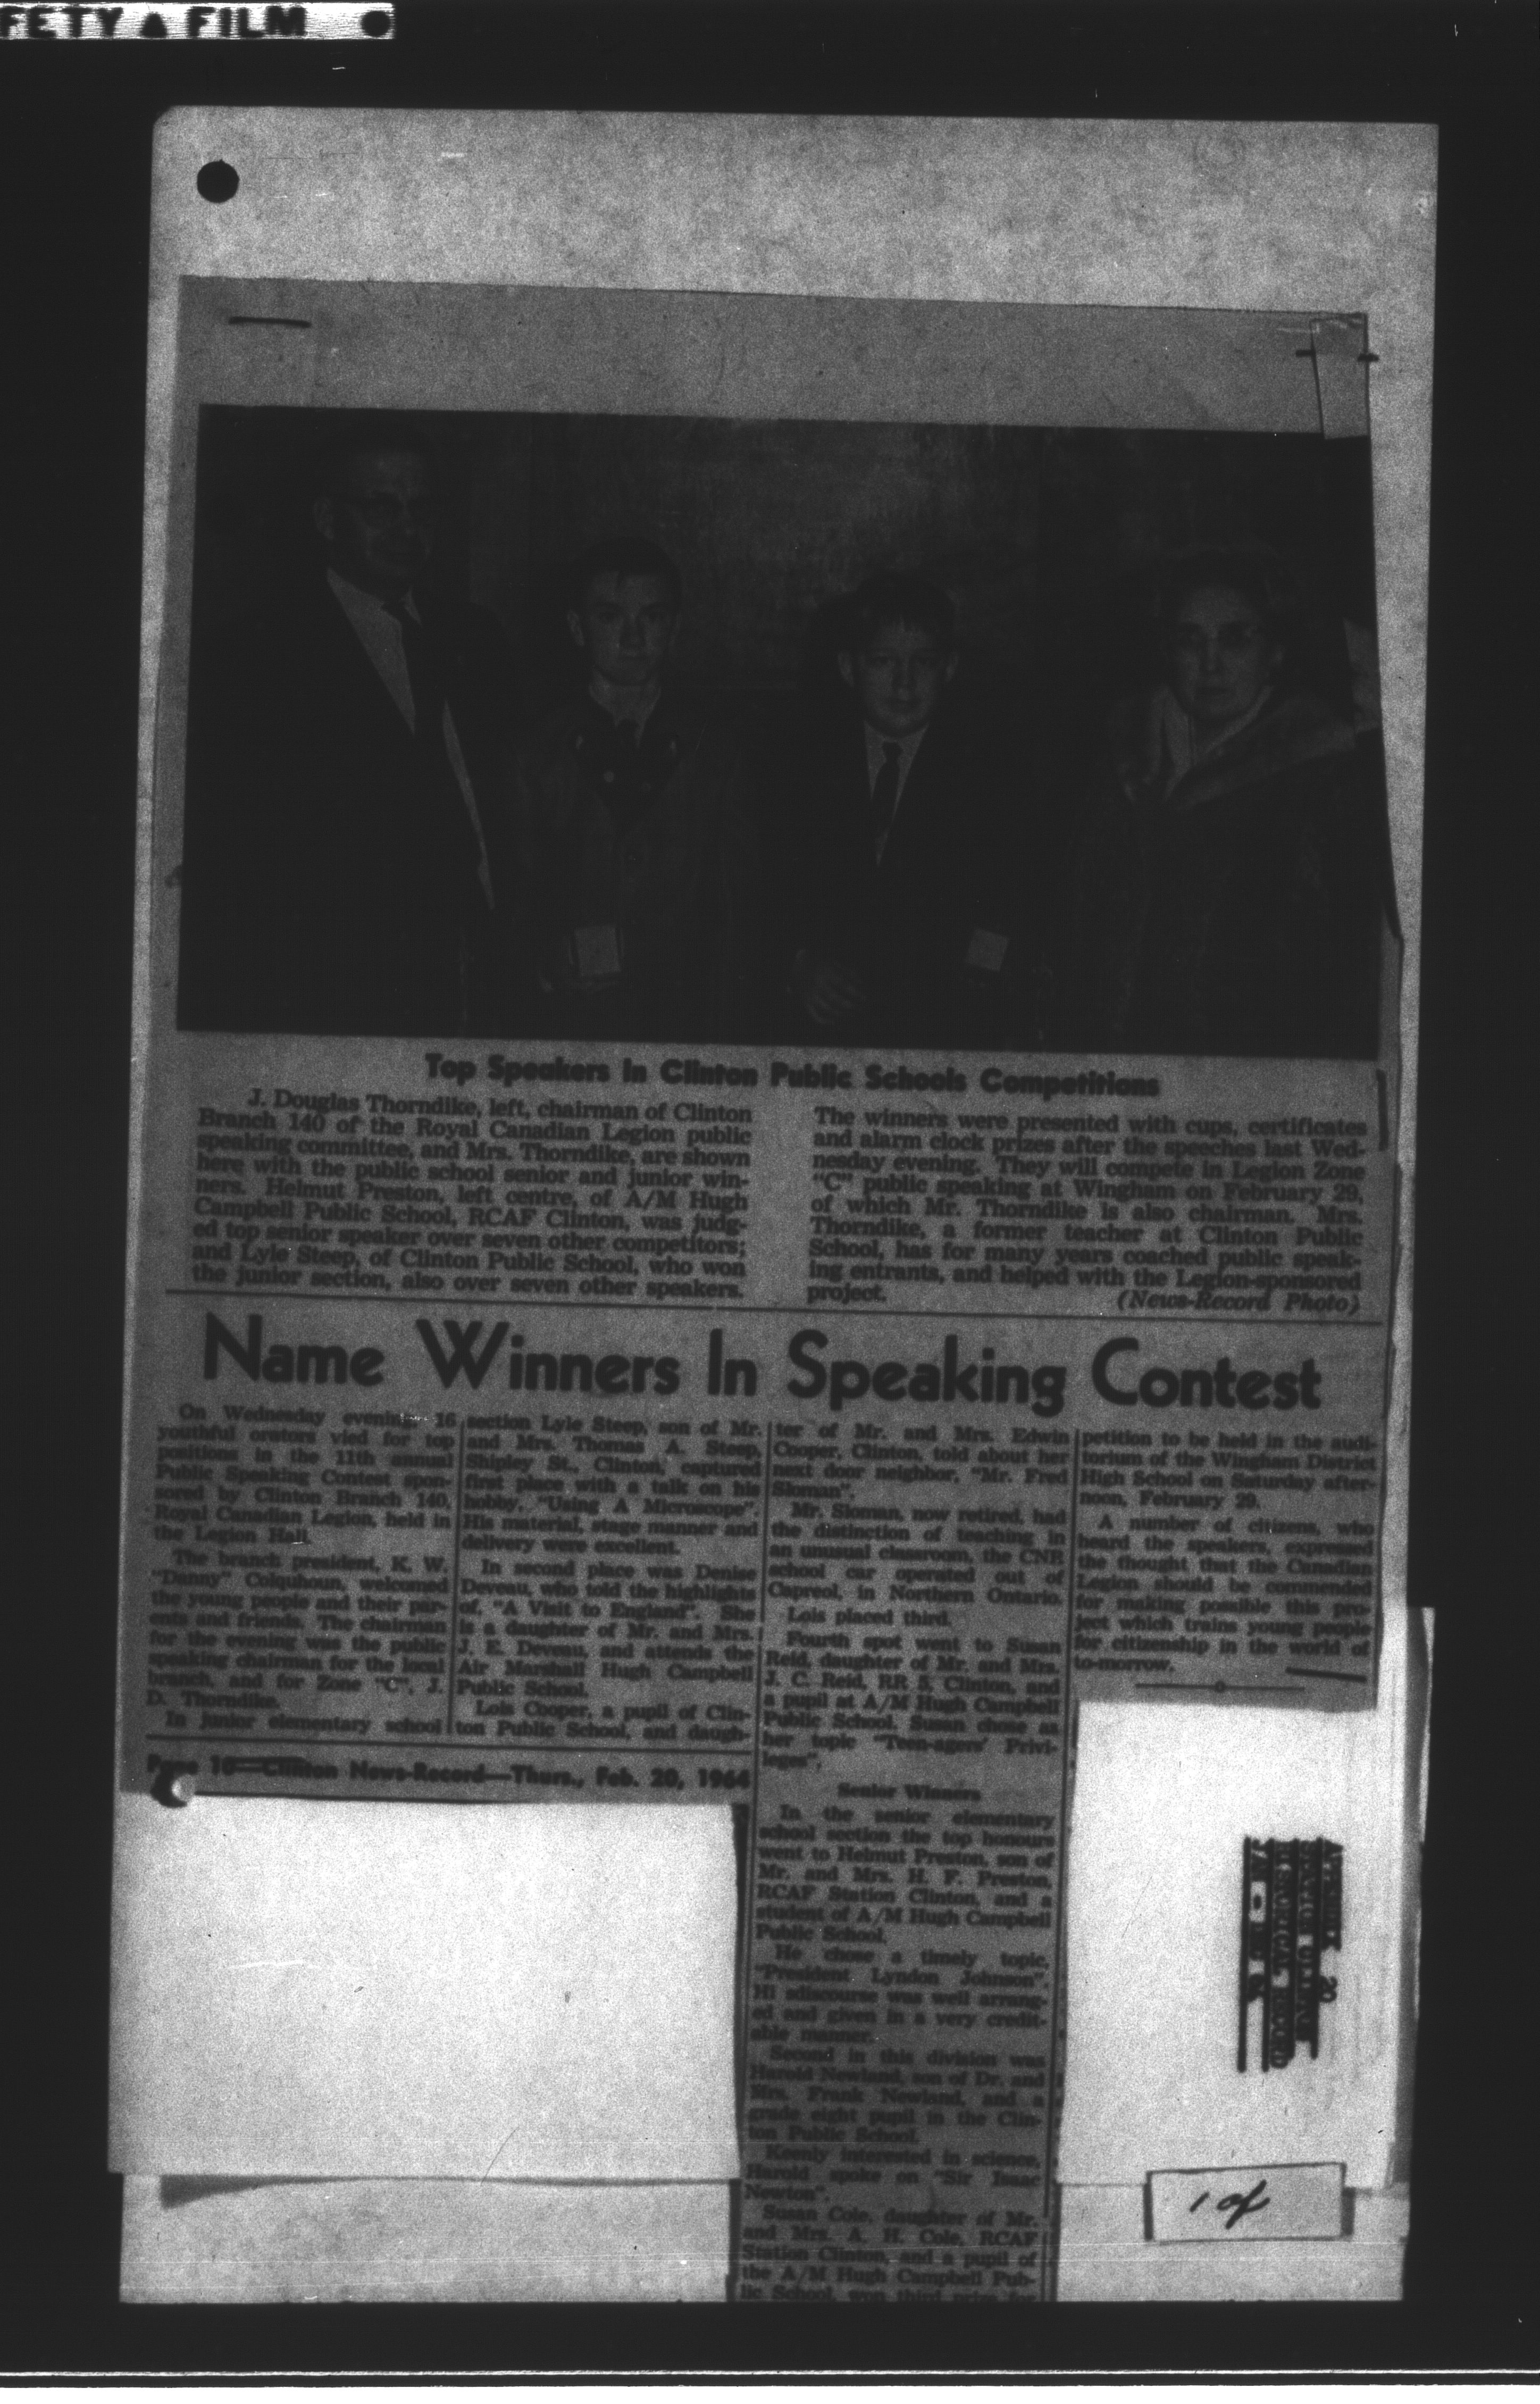 FETY ▲ FILM ●
Top Speakers In Clinton Public Schools Competitions
J. Douglas Thorndike, left, chairman of Clinton
Branch 140 of the Royal Canadian Legion public
speaking committee, and Mrs. Thorndike, are shown
here with the public school senior and junior win-
ners. Helmut Preston, left centre, of A/M Hugh
Campbell Public School, RCAF Clinton, was judg-
ed top senior speaker over seven other competitors;
and Lyle Steep, of Clinton Public School, who won
the junior section, also over seven other speakers.
The winners were presented with cups, certificates
and alarm clock prizes after the speeches last Wed-
nesday evening. They will compete in Legion Zone
"C" public speaking at Wingham on February 29,
of which Mr. Thorndike is also chairman. Mrs.
Thorndike, a former teacher at Clinton Public
School, has for many years coached public speak-
ing entrants, and helped with the Legion-sponsored
project. (News-Record Photo)
Name Winners In Speaking Contest
On Wednesday evening 16
youthful orators vied for top
positions in the 11th annual
Public Speaking Contest spon-
sored by Clinton Branch 140,
Royal Canadian Legion, held in
the Legion Hall.
The branch president, K. W.
"Danny" Colquhoun, welcomed
the young people and their par-
ents and friends. The chairman
for the evening was the public
speaking chairman for the local
branch, and for Zone "C", J.
D. Thorndike.
In junior elementary school
section Lyle Steep, son of Mr.
and Mrs. Thomas A. Steep,
Shipley St., Clinton, captured
first place with a talk on his
hobby, "Using A Microscope".
His material, stage manner and
delivery were excellent.
In second place was Denise
Deveau, who told the highlights
of, "A Visit to England". She
is a daughter of Mr. and Mrs.
J. E. Deveau, and attends the
Air Marshall Hugh Campbell
Public School.
Lois Cooper, a pupil of Clin-
ton Public School, and daugh-
ter of Mr. and Mrs. Edwin
Cooper, Clinton, told about her
next door neighbor, "Mr. Fred
Sloman".
Mr. Sloman, now retired, had
the distinction of teaching in
an unusual classroom, the CNR
school car operated out of
Capreol, in Northern Ontario.
Lois placed third.
Fourth spot went to Susan
Reid, daughter of Mr. and Mrs.
J. C. Reid, RR 5, Clinton, and
a pupil at A/M Hugh Campbell
Public School. Susan chose as
her topic "Teen-agers' Privi-
leges".
Senior Winners
In the senior elementary
school section the top honours
went to Helmut Preston, son of
Mr. and Mrs. H. F. Preston,
RCAF Station Clinton, and a
student of A/M Hugh Campbell
Public School.
He chose a timely topic,
"President Lyndon Johnson".
Hi sdiscourse was well arrang-
ed and given in a very credit-
able manner.
Second in this division was
Harold Newland, son of Dr. and
Mrs. Frank Newland, and a
grade eight pupil in the Clin-
ton Public School.
Keenly interested in science,
Harold spoke on "Sir Isaac
Newton".
Susan Cole, daughter of Mr.
and Mrs. A. H. Cole, RCAF
Station Clinton, and a pupil of
the A/M Hugh Campbell Pub-
lic School, won third prize for
petition to be held in the audi-
torium of the Wingham District
High School on Saturday after-
noon, February 29.
A number of citizens, who
heard the speakers, expressed
the thought that the Canadian
Legion should be commended
for making possible this pro-
ject which trains young people
for citizenship in the world of
to-morrow.
Page 10—Clinton News-Record—Thurs., Feb. 20, 1964
APPENDIX 20
HISTORICAL RECORD
1 of